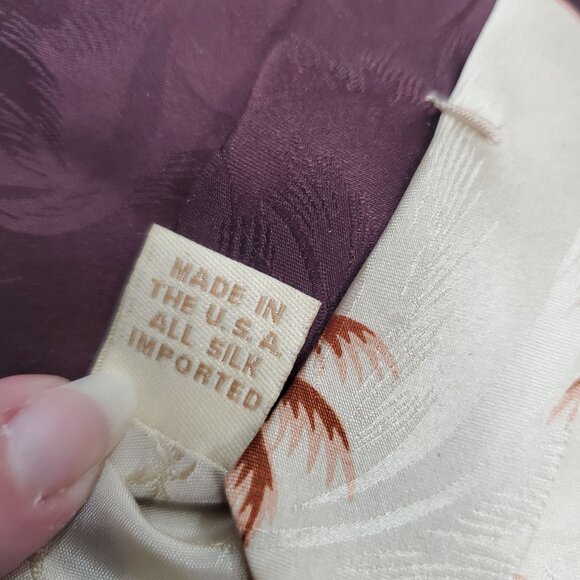 MADE IN
THE U.S.A.
ALL SILK
IMPORTED